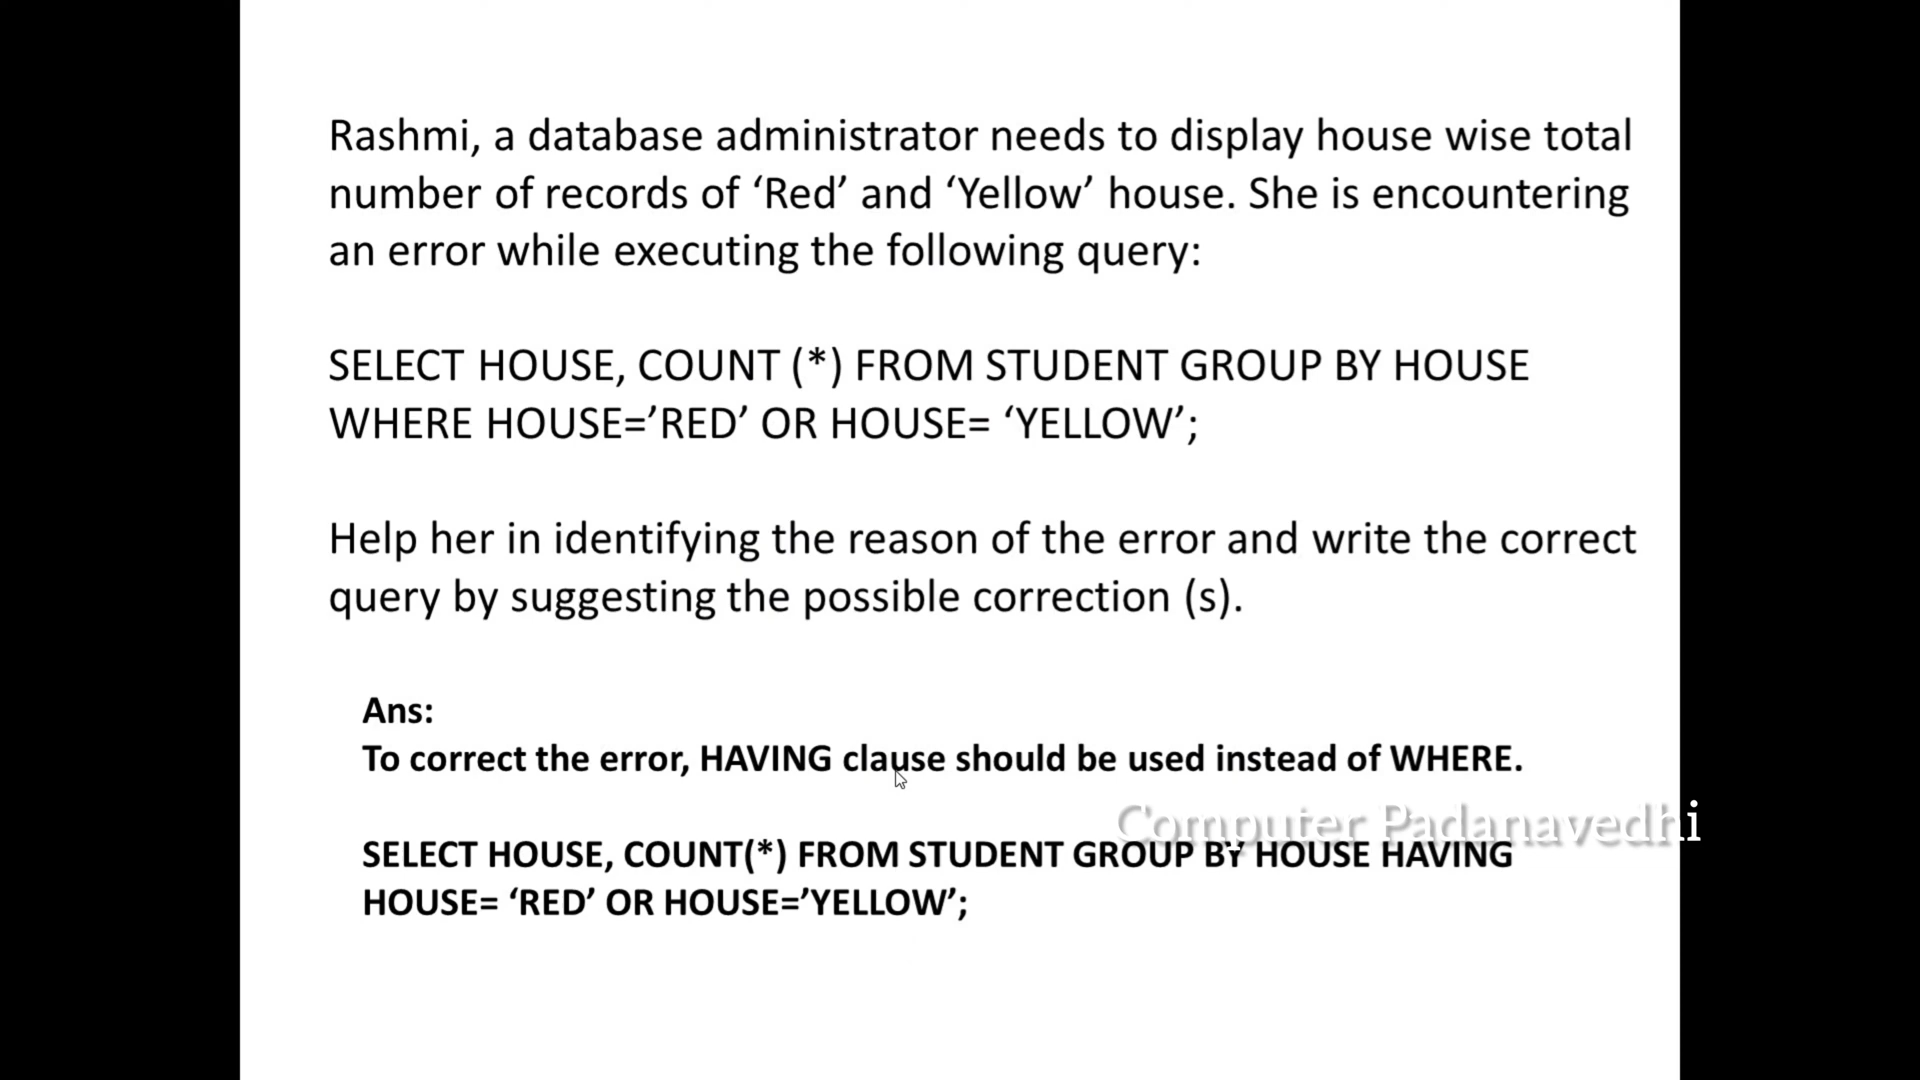 Rashmi, a database administrator needs to display house wise total
number of records of ‘Red’ and ‘Yellow’ house. She is encountering
an error while executing the following query:
SELECT HOUSE, COUNT (*) FROM STUDENT GROUP BY HOUSE
WHERE HOUSE=’RED’ OR HOUSE= ‘YELLOW’;
Help her in identifying the reason of the error and write the correct
query by suggesting the possible correction (s).
Ans:
To correct the error, HAVING clause should be used instead of WHERE.
Computer Padanavedhi
SELECT HOUSE, COUNT(*) FROM STUDENT GROUP BY HOUSE HAVING
HOUSE= ‘RED’ OR HOUSE=’YELLOW’;